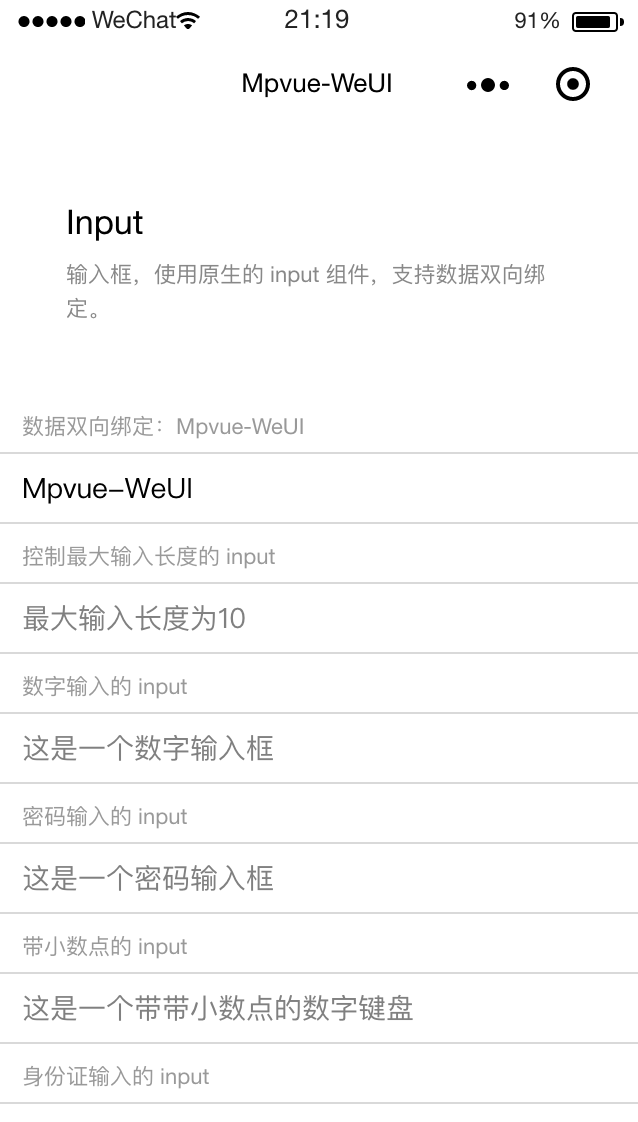 WeChat 21:19 91%
Mpvue-WeUI
Input
输入框，使用原生的 input 组件，支持数据双向绑
定。
数据双向绑定：Mpvue-WeUI
Mpvue-WeUI
控制最大输入长度的 input
最大输入长度为10
数字输入的 input
这是一个数字输入框
密码输入的 input
这是一个密码输入框
带小数点的 input
这是一个带带小数点的数字键盘
身份证输入的 input